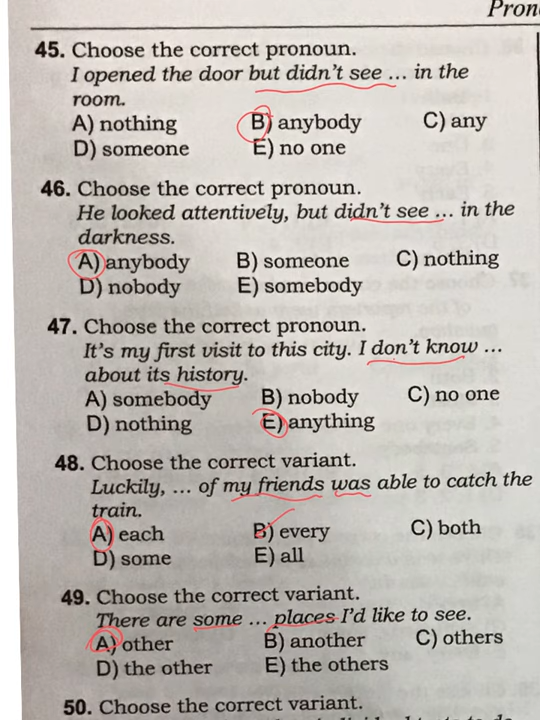 45. Choose the correct pronoun.
I opened the door but didn't see ... in the
room.
A) nothing B) anybody C) any
D) someone E) no one
46. Choose the correct pronoun.
He looked attentively, but didn't see ... in the
darkness.
A) anybody B) someone C) nothing
D) nobody E) somebody
47. Choose the correct pronoun.
It's my first visit to this city. I don't know ...
about its history.
A) somebody B) nobody C) no one
D) nothing E) anything
48. Choose the correct variant.
Luckily, ... of my friends was able to catch the
train.
A) each B) every C) both
D) some E) all
49. Choose the correct variant.
There are some ... places I'd like to see.
A) other B) another C) others
D) the other E) the others
50. Choose the correct variant.